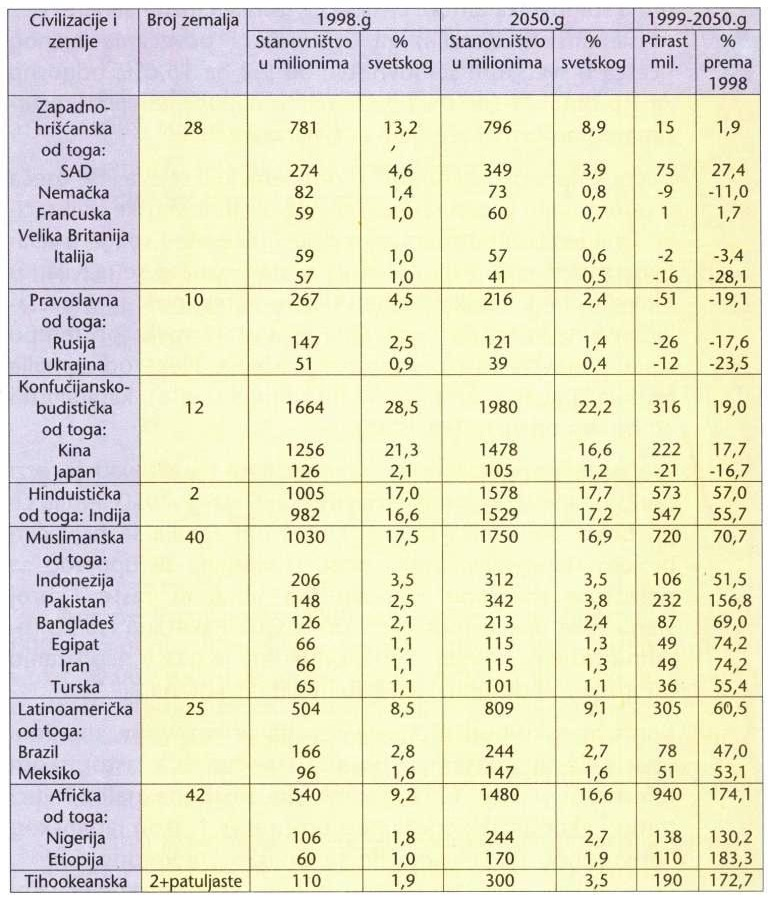 Civilizacije i zemlje Broj zemalja 1998.g 2050.g 1999-2050.g
Stanovništvo u milionima % svetskog Stanovništvo u milionima % svetskog Prirast mil. % prema 1998
Zapadno-
hrišćanska 28 781 13,2 796 8,9 15 1,9
od toga:
SAD 274 4,6 349 3,9 75 27,4
Nemačka 82 1,4 73 0,8 -9 -11,0
Francuska 59 1,0 60 0,7 1 1,7
Velika Britanija
Italija 59 1,0 57 0,6 -2 -3,4
57 1,0 41 0,5 -16 -28,1
Pravoslavna 10 267 4,5 216 2,4 -51 -19,1
od toga:
Rusija 147 2,5 121 1,4 -26 -17,6
Ukrajina 51 0,9 39 0,4 -12 -23,5
Konfučijansko-
budistička 12 1664 28,5 1980 22,2 316 19,0
od toga:
Kina 1256 21,3 1478 16,6 222 17,7
Japan 126 2,1 105 1,2 -21 -16,7
Hinduistička 2 1005 17,0 1578 17,7 573 57,0
od toga: Indija 982 16,6 1529 17,2 547 55,7
Muslimanska 40 1030 17,5 1750 16,9 720 70,7
od toga:
Indonezija 206 3,5 312 3,5 106 51,5
Pakistan 148 2,5 342 3,8 232 156,8
Bangladeš 126 2,1 213 2,4 87 69,0
Egipat 66 1,1 115 1,3 49 74,2
Iran 66 1,1 115 1,3 49 74,2
Turska 65 1,1 101 1,1 36 55,4
Latinoamerička 25 504 8,5 809 9,1 305 60,5
od toga:
Brazil 166 2,8 244 2,7 78 47,0
Meksiko 96 1,6 147 1,6 51 53,1
Afrička 42 540 9,2 1480 16,6 940 174,1
od toga:
Nigerija 106 1,8 244 2,7 138 130,2
Etiopija 60 1,0 170 1,9 110 183,3
Tihookeanska 2+patuljaste 110 1,9 300 3,5 190 172,7